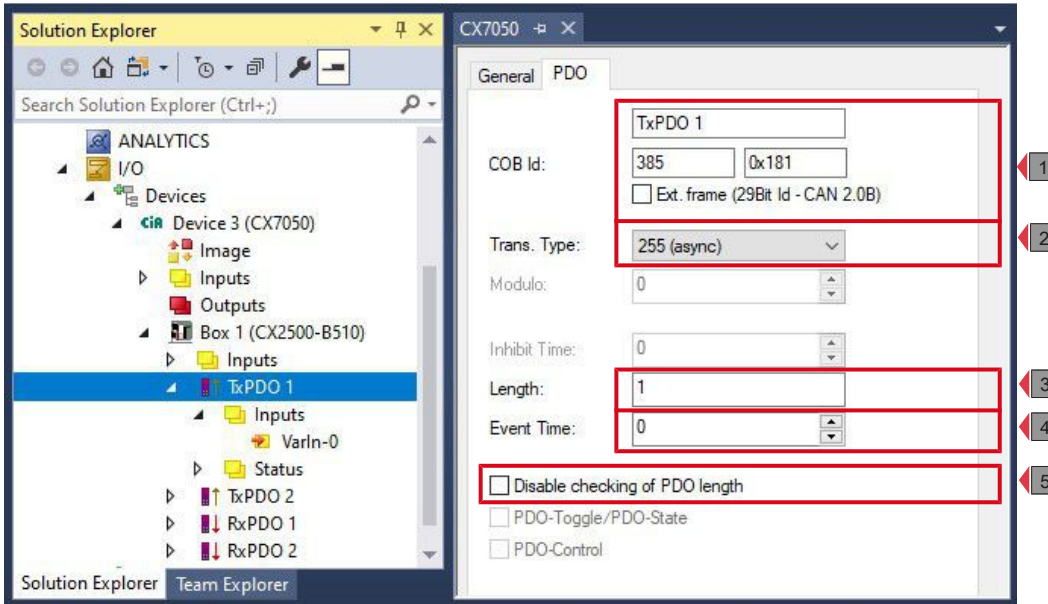 Solution Explorer
Search Solution Explorer (Ctrl+;)
ANALYTICS
I/O
Devices
CiA Device 3 (CX7050)
Image
Inputs
Outputs
Box 1 (CX2500-B510)
Inputs
TxPDO 1
Inputs
VarIn-0
Status
TxPDO 2
RxPDO 1
RxPDO 2
Solution Explorer Team Explorer
CX7050
General PDO
TxPDO 1
COB Id: 385 0x181
Ext. frame (29Bit Id - CAN 2.0B)
Trans. Type: 255 (async)
Modulo: 0
Inhibit Time: 0
Length: 1
Event Time: 0
Disable checking of PDO length
PDO-Toggle/PDO-State
PDO-Control
1
2
3
4
5